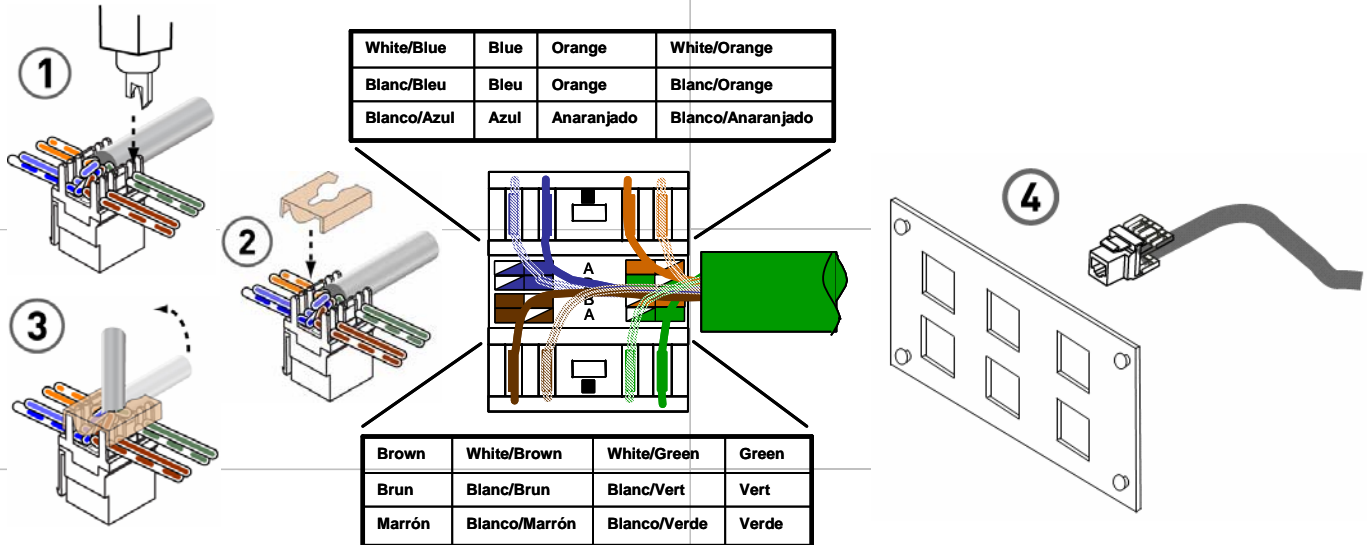 1
White/Blue Blue Orange White/Orange
Blanc/Bleu Bleu Orange Blanc/Orange
Blanco/Azul Azul Anaranjado Blanco/Anaranjado
2
3
A
B
A
Brown White/Brown White/Green Green
Brun Blanc/Brun Blanc/Vert Vert
Marrón Blanco/Marrón Blanco/Verde Verde
4